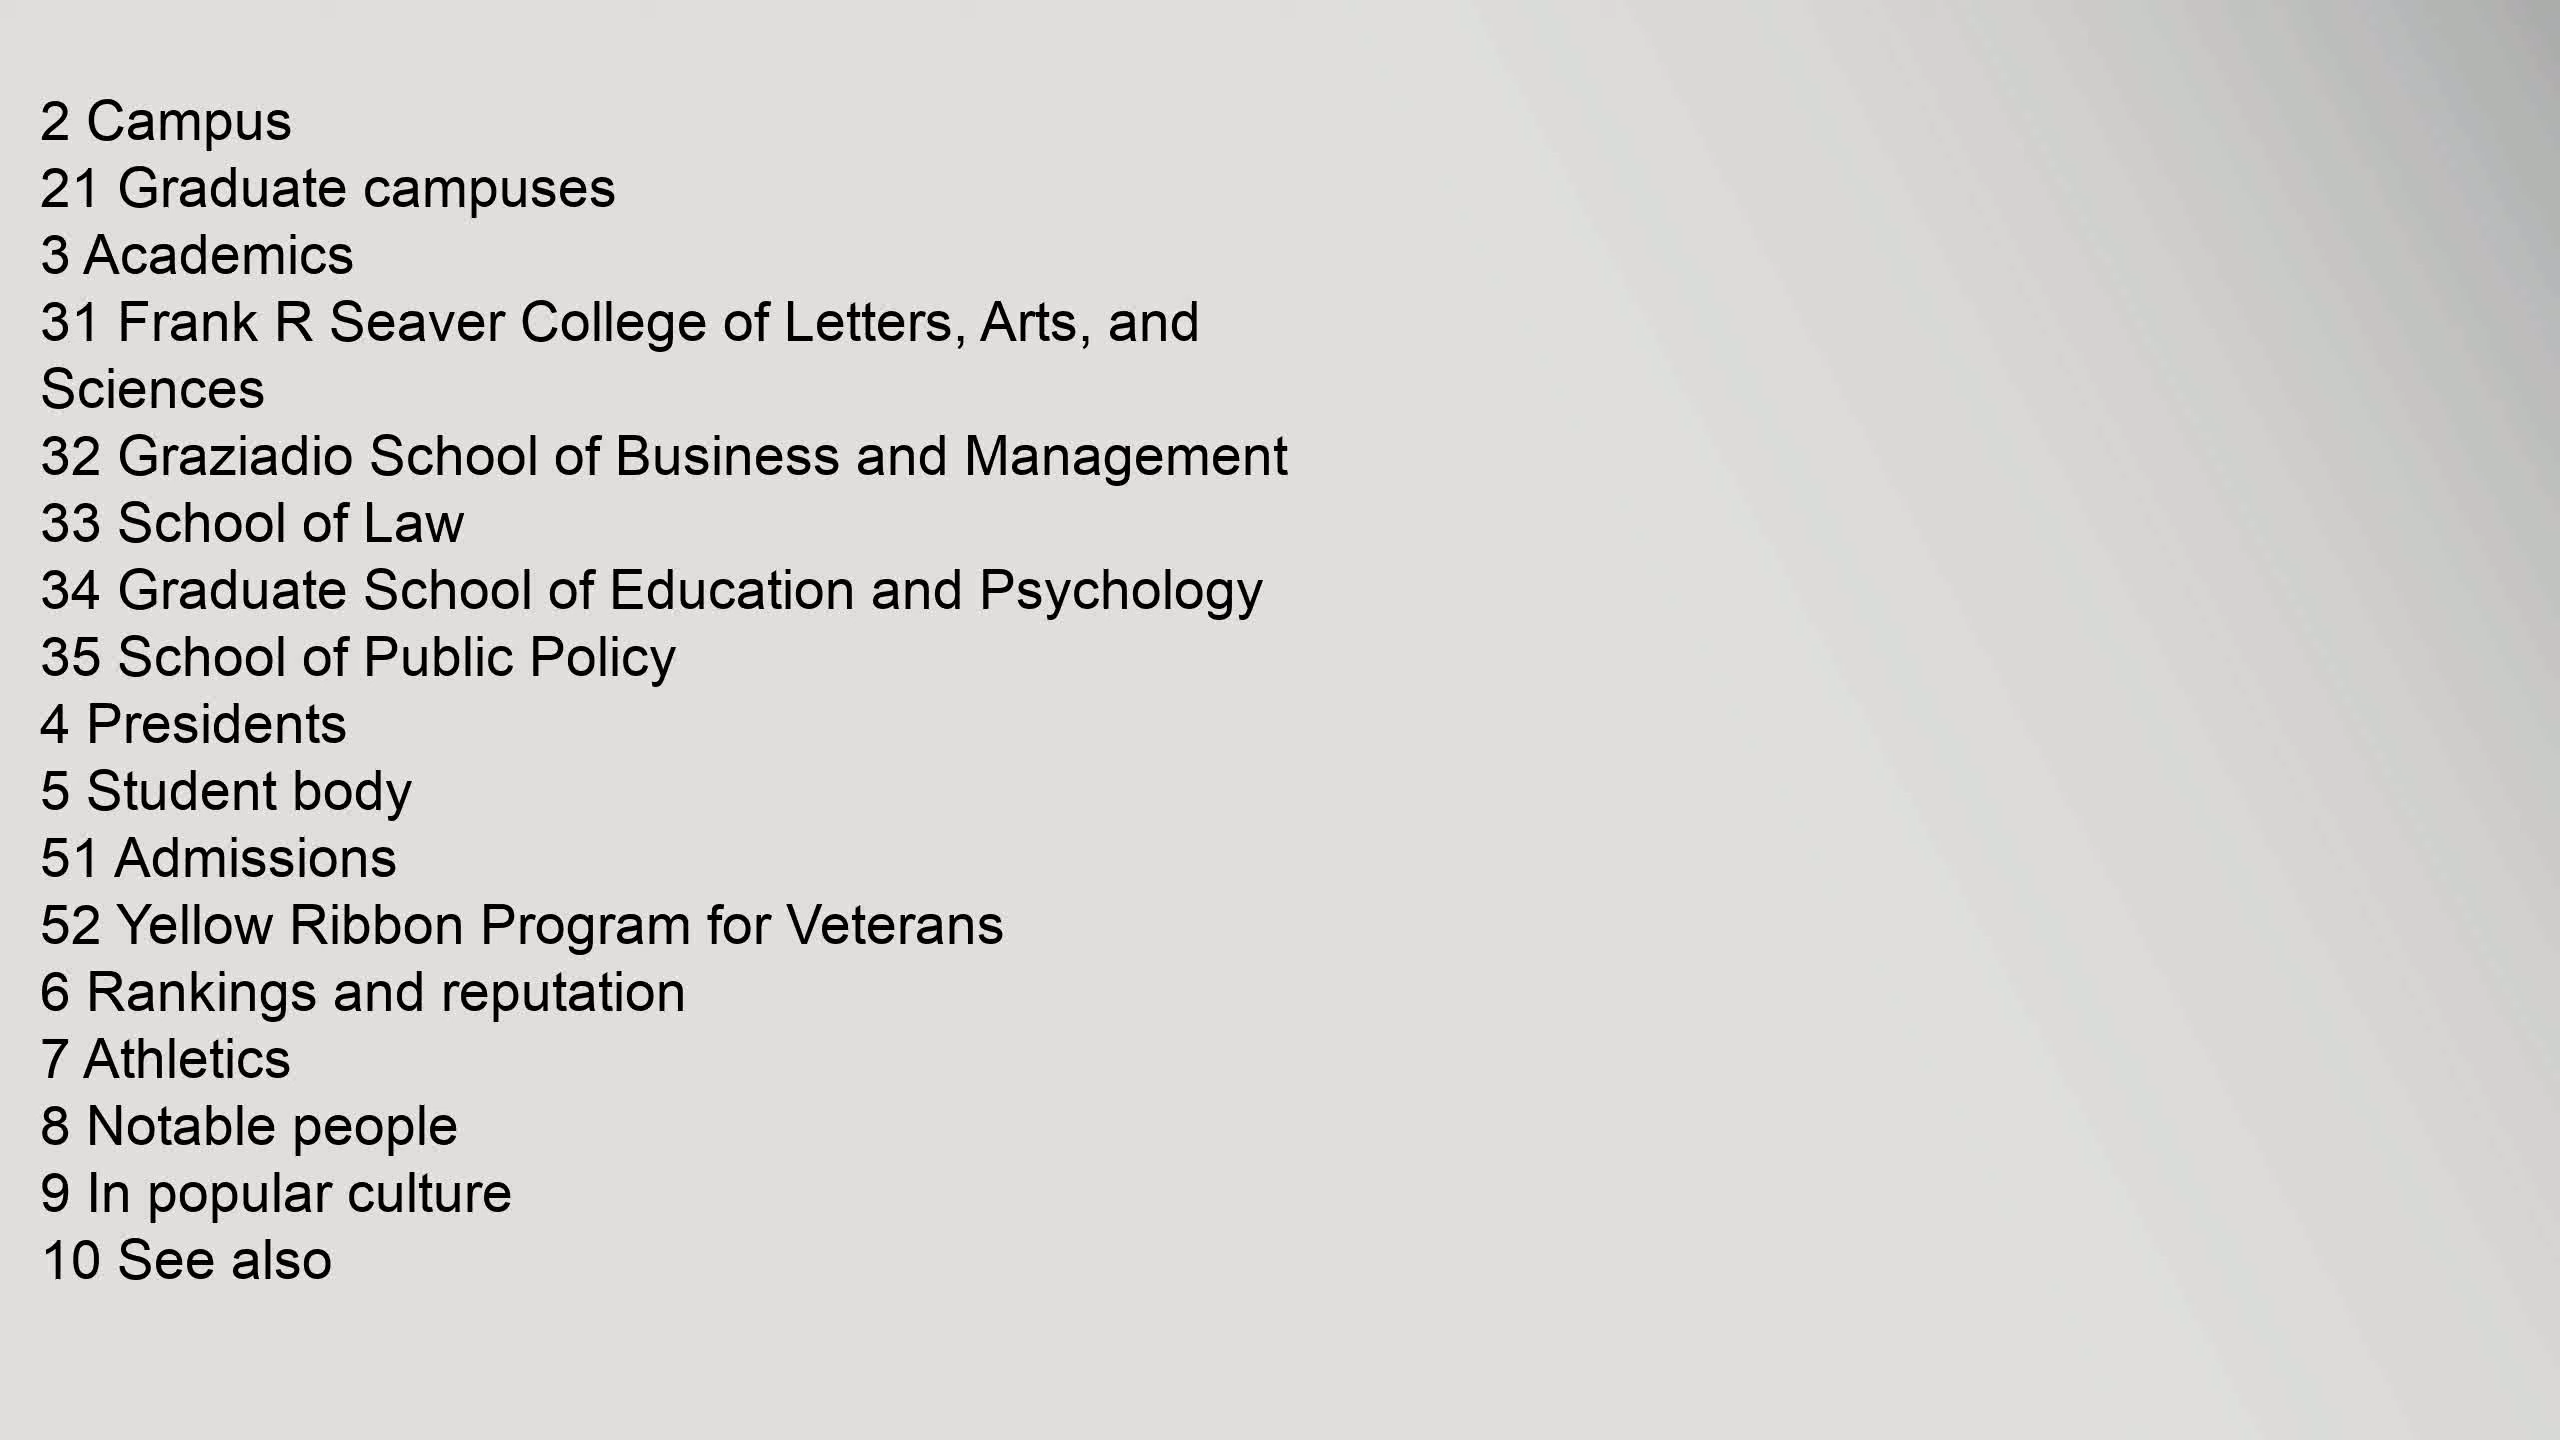 2 Campus
21 Graduate campuses
3 Academics
31 Frank R Seaver College of Letters, Arts, and
Sciences
32 Graziadio School of Business and Management
33 School of Law
34 Graduate School of Education and Psychology
35 School of Public Policy
4 Presidents
5 Student body
51 Admissions
52 Yellow Ribbon Program for Veterans
6 Rankings and reputation
7 Athletics
8 Notable people
9 In popular culture
10 See also